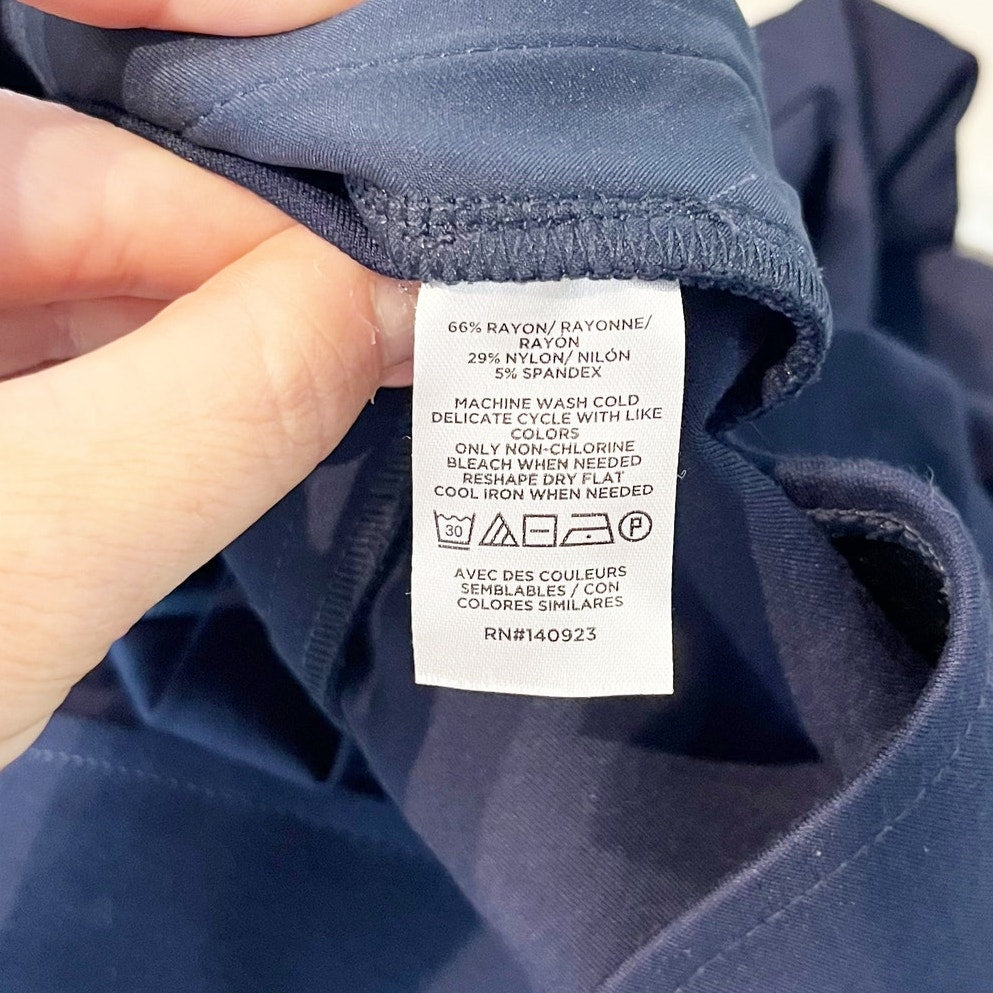 66% RAYON/ RAYONNE/
RAYÓN
29% NYLON/ NILÓN
5% SPANDEX
MACHINE WASH COLD
DELICATE CYCLE WITH LIKE
COLORS
ONLY NON-CHLORINE
BLEACH WHEN NEEDED
RESHAPE DRY FLAT
COOL IRON WHEN NEEDED
30 P
AVEC DES COULEURS
SEMBLABLES / CON
COLORES SIMILARES
RN#140923